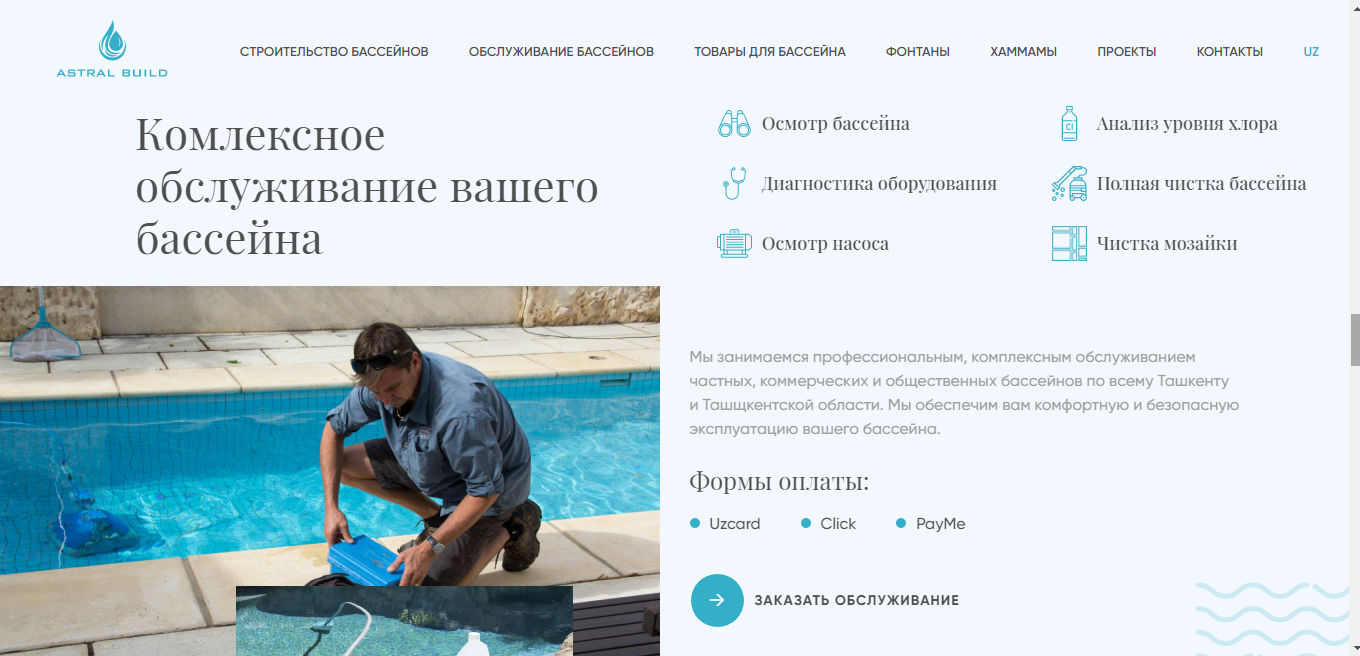 ASTRAL BUILD
СТРОИТЕЛЬСТВО БАССЕЙНОВ
ОБСЛУЖИВАНИЕ БАССЕЙНОВ
ТОВАРЫ ДЛЯ БАССЕЙНА
ФОНТАНЫ
ХАММАМЫ
ПРОЕКТЫ
КОНТАКТЫ
UZ
Комлексное
обслуживание вашего
бассейна
Осмотр бассейна
Анализ уровня хлора
Диагностика оборудования
Полная чистка бассейна
Осмотр насоса
Чистка мозайки
Мы занимаемся профессиональным, комплексным обслуживанием
частных, коммерческих и общественных бассейнов по всему Ташкенту
и Ташщкентской области. Мы обеспечим вам комфортную и безопасную
эксплуатацию вашего бассейна.
Формы оплаты:
Uzcard
Click
PayMe
ЗАКАЗАТЬ ОБСЛУЖИВАНИЕ